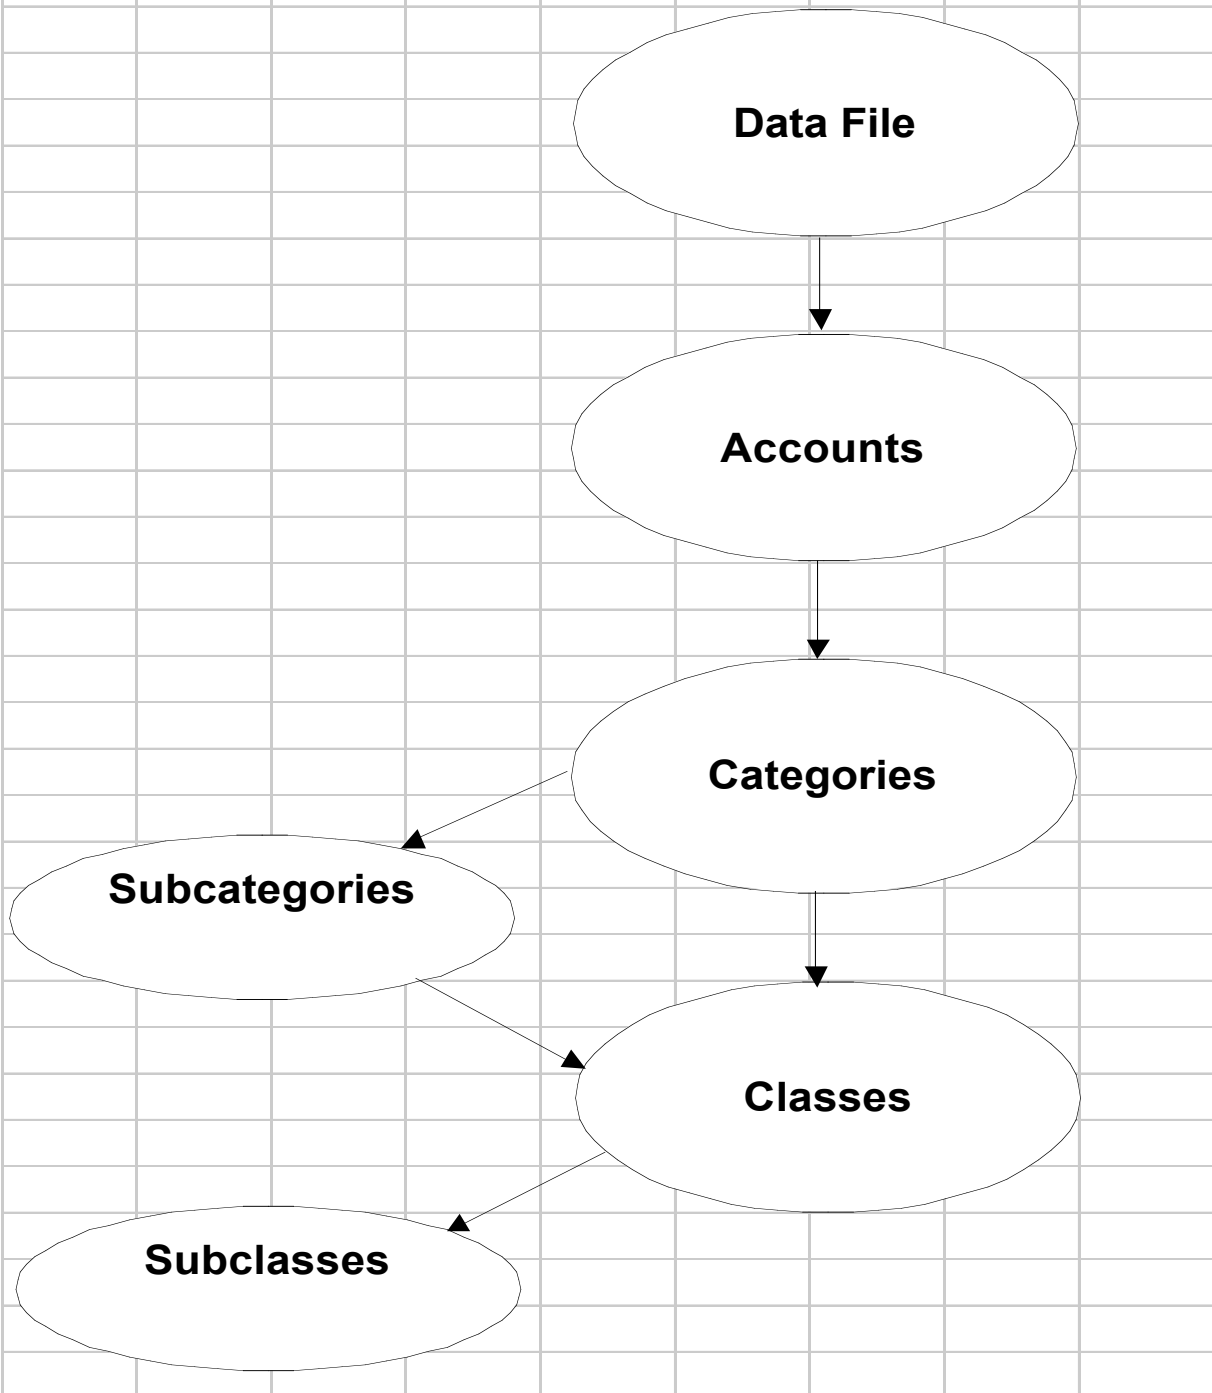 Data File
Accounts
Categories
Subcategories
Classes
Subclasses